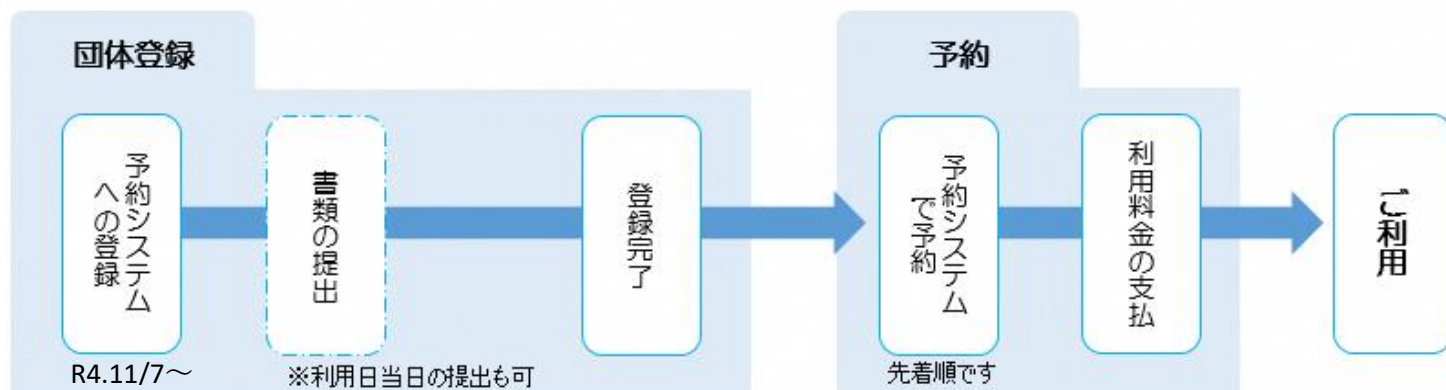 団体登録
予約システム
への登録
R4.11/7～
書類の提出
※利用日当日の提出も可
登録完了
予約
予約システム
で予約
先着順です
利用料金の支払
ご利用